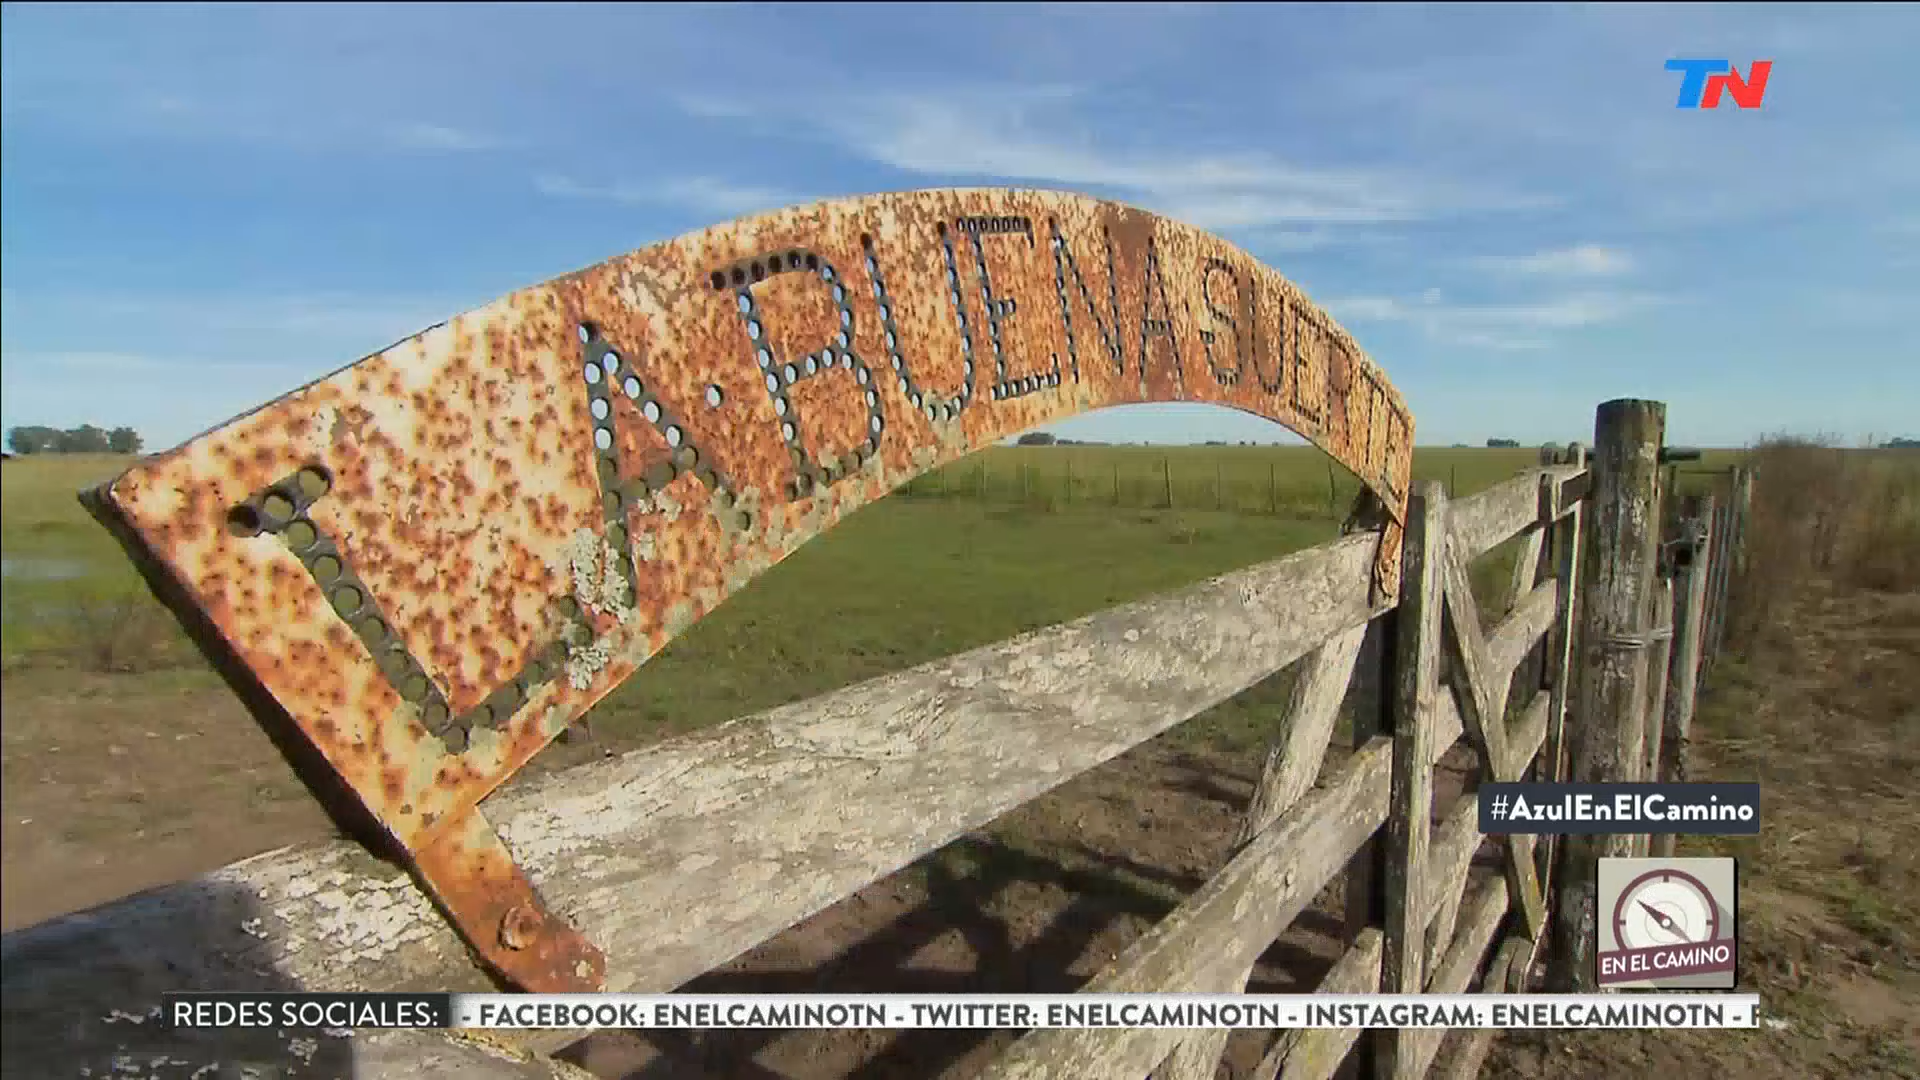 TN
LA·BUENA·SUERTE
#AzulEnElCamino
EN EL CAMINO
REDES SOCIALES: - FACEBOOK: ENELCAMINOTN - TWITTER: ENELCAMINOTN - INSTAGRAM: ENELCAMINOTN -